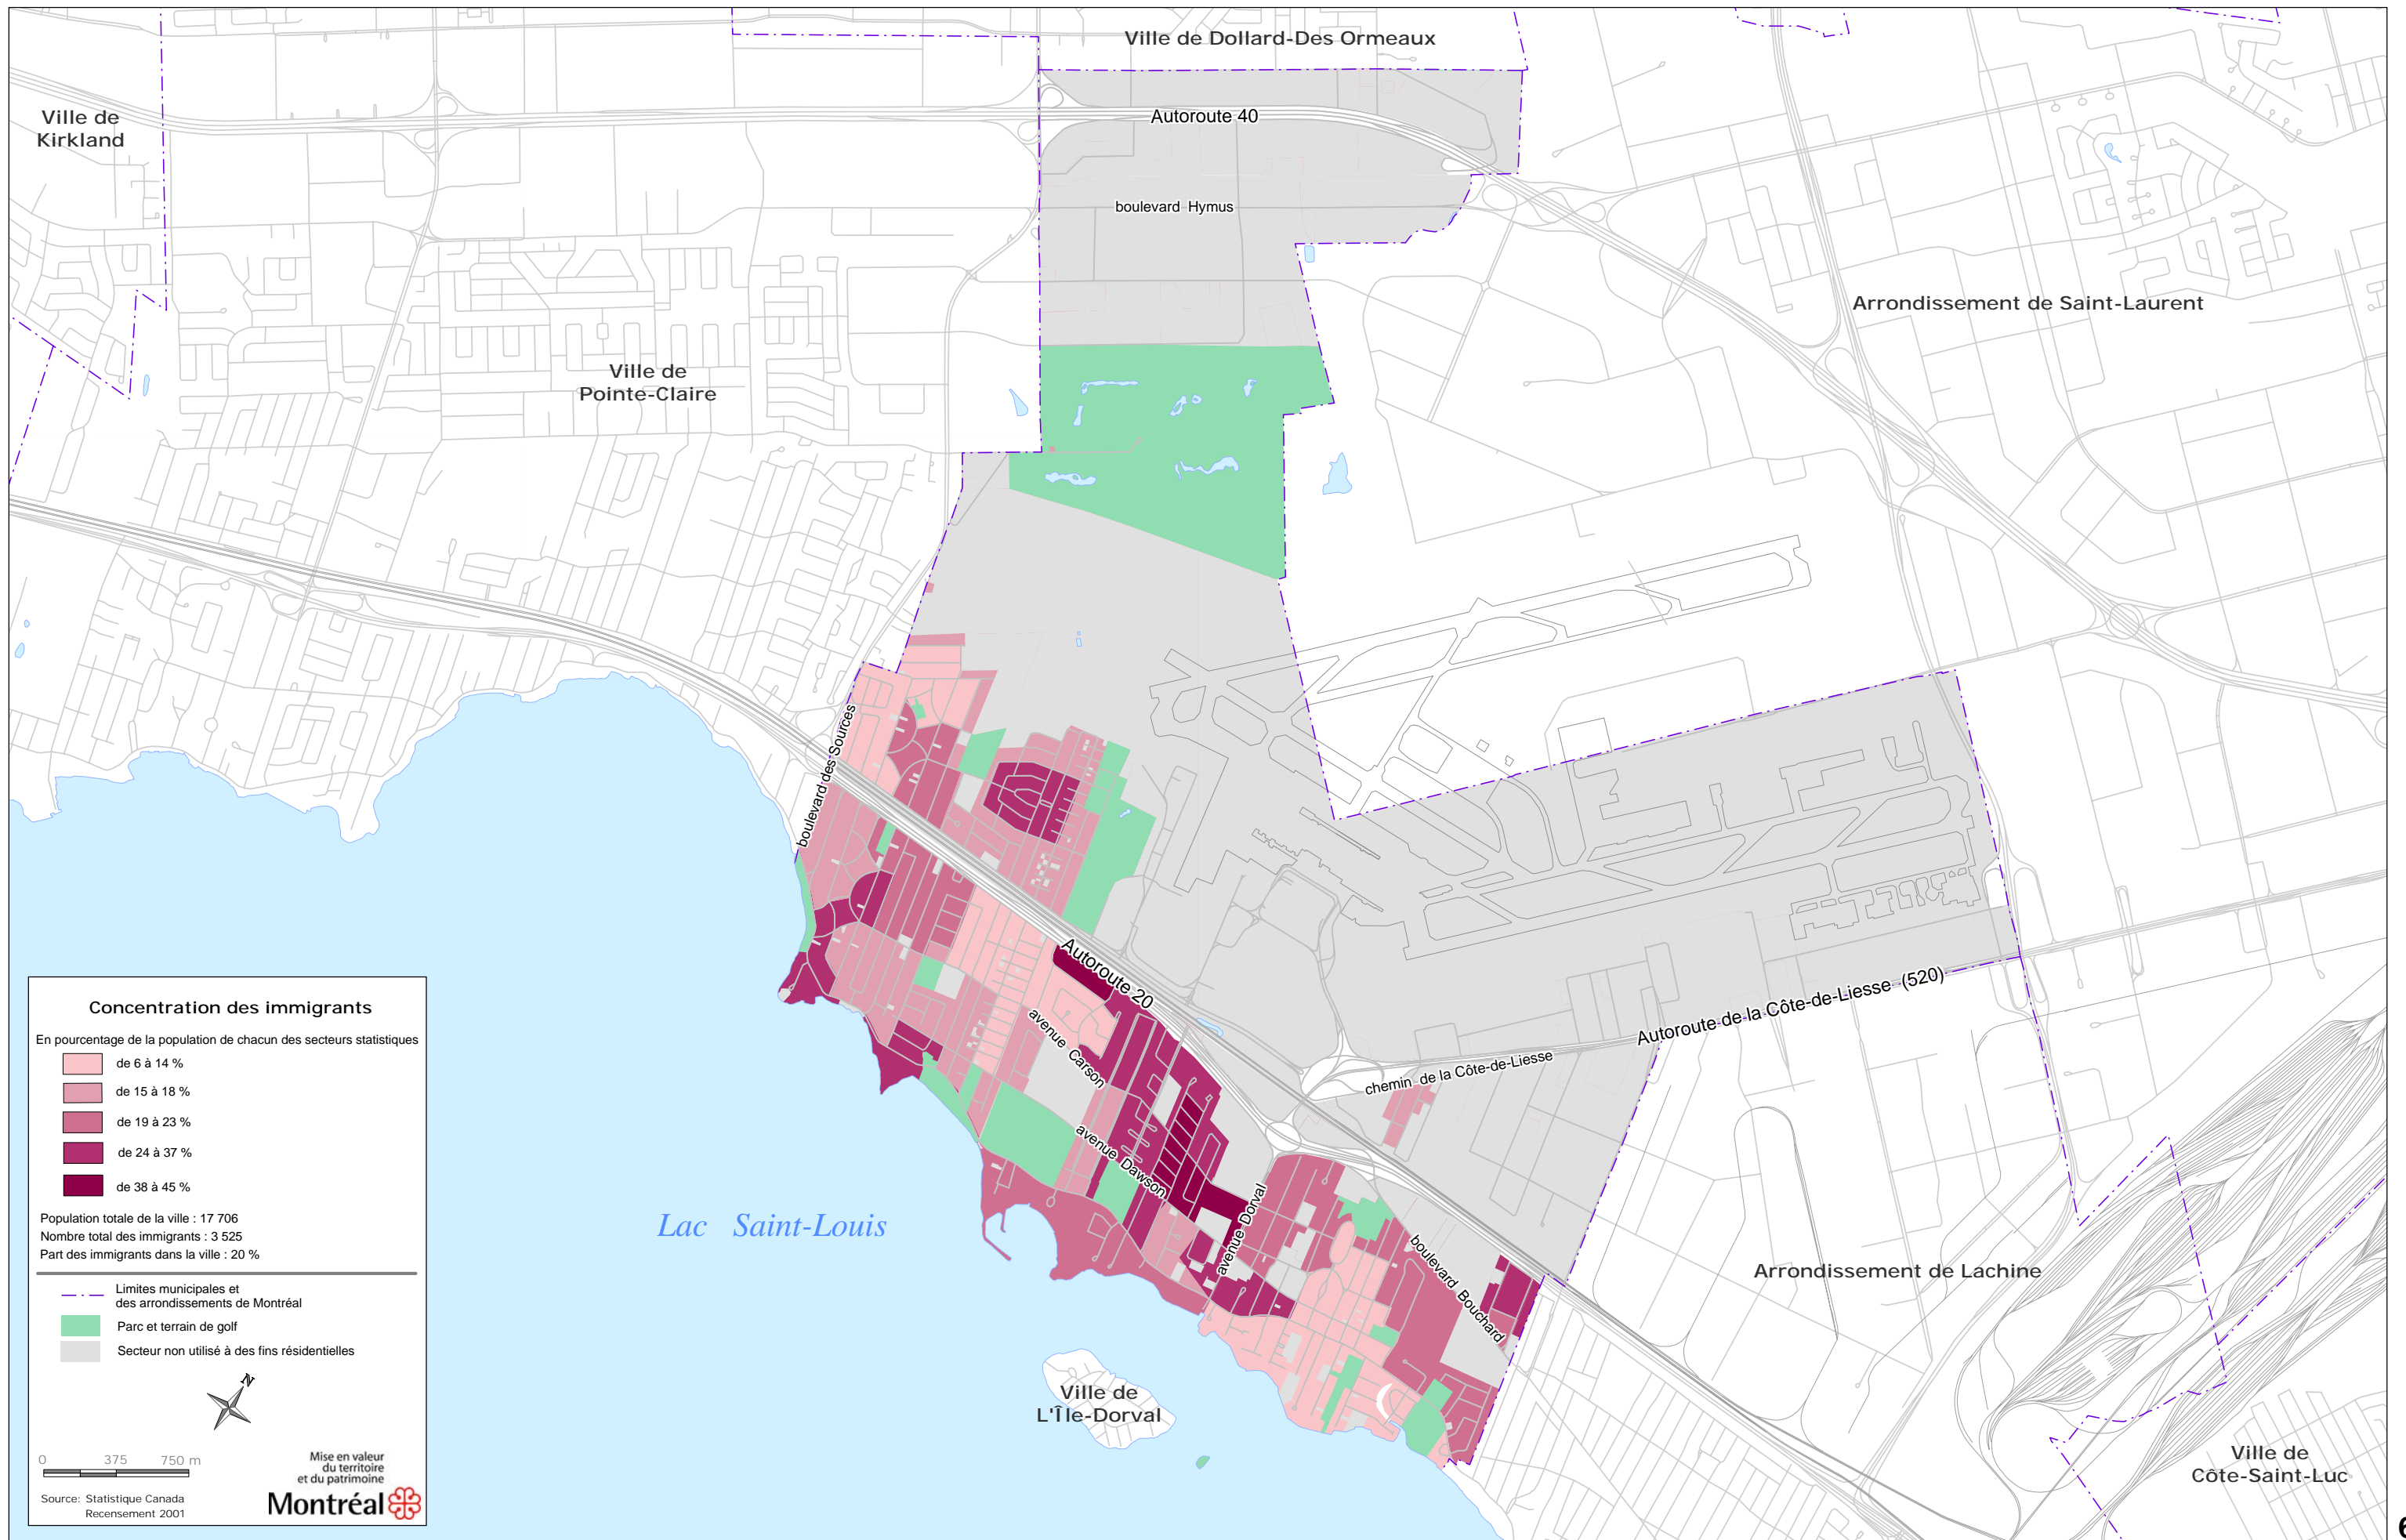 Ville de Dollard-Des Ormeaux
Ville de
Kirkland
Autoroute 40
boulevard Hymus
Arrondissement de Saint-Laurent
Ville de
Pointe-Claire
boulevard des Sources
Autoroute 20
avenue Carson
Autoroute de la Côte-de-Liesse (520)
chemin de la Côte-de-Liesse
avenue Dawson
avenue Dorval
boulevard Bouchard
Lac Saint-Louis
Arrondissement de Lachine
Ville de
L'Île-Dorval
Ville de
Côte-Saint-Luc
Concentration des immigrants
En pourcentage de la population de chacun des secteurs statistiques
de 6 à 14 %
de 15 à 18 %
de 19 à 23 %
de 24 à 37 %
de 38 à 45 %
Population totale de la ville : 17 706
Nombre total des immigrants : 3 525
Part des immigrants dans la ville : 20 %
Limites municipales et
des arrondissements de Montréal
Parc et terrain de golf
Secteur non utilisé à des fins résidentielles
N
0 375 750 m
Mise en valeur
du territoire
et du patrimoine
Montréal
Source: Statistique Canada
Recensement 2001